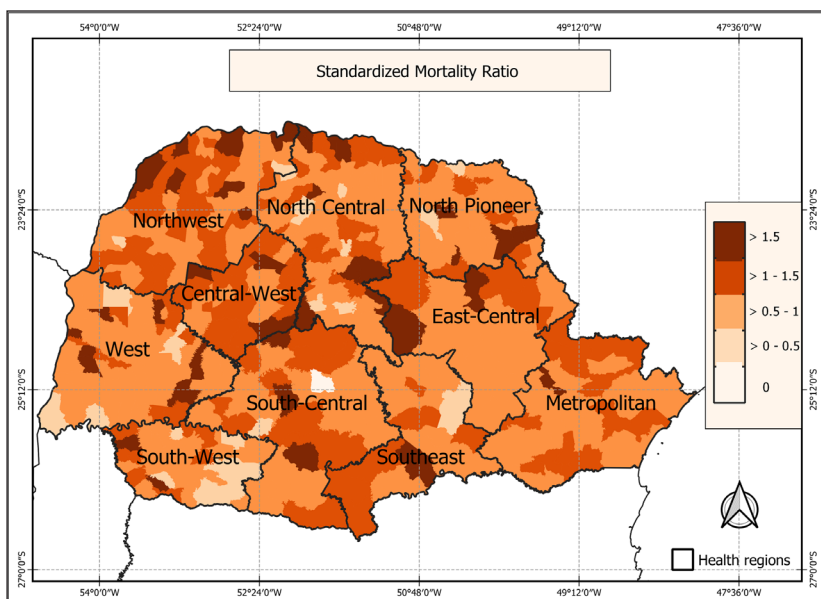 54°0'0"S 52°24'0"S 50°48'0"S 49°12'0"S 47°36'0"S
Standardized Mortality Ratio
23°24'0"S 23°24'0"S
North Central North Pioneer
Northwest
> 1.5
> 1 - 1.5
Central-West
East-Central
> 0.5 - 1
West
> 0 - 0.5
0
25°12'0"S 25°12'0"S
South-Central Metropolitan
South-West Southeast
Health regions
27°0'0"S 27°0'0"S
54°0'0"S 52°24'0"S 50°48'0"S 49°12'0"S 47°36'0"S